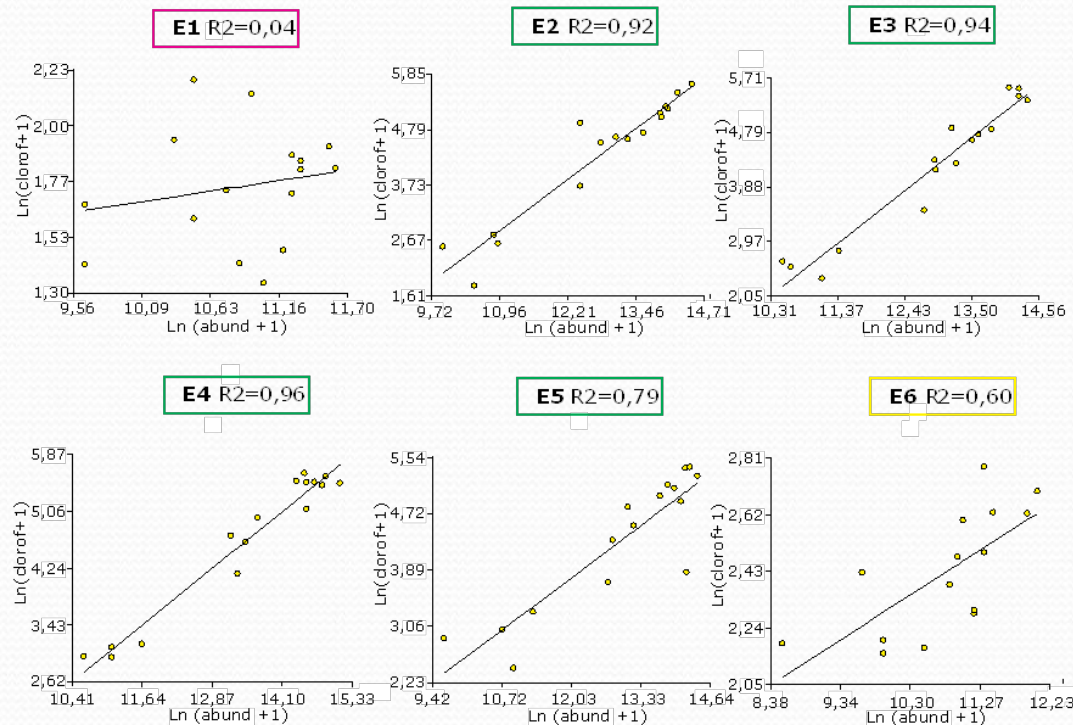 E1 R2=0,04
2,23
2,00
1,77
1,53
1,30
Ln(clorof+1)
9,56 10,09 10,63 11,16 11,70
Ln (abund +1)
E2 R2=0,92
5,85
4,79
3,73
2,67
1,61
Ln(clorof+1)
9,72 10,96 12,21 13,46 14,71
Ln (abund +1)
E3 R2=0,94
5,71
4,79
3,88
2,97
2,05
Ln(clorof+1)
10,31 11,37 12,43 13,50 14,56
Ln (abund +1)
E4 R2=0,96
5,87
5,06
4,24
3,43
2,62
Ln(clorof+1)
10,41 11,64 12,87 14,10 15,33
Ln (abund +1)
E5 R2=0,79
5,54
4,72
3,89
3,06
2,23
Ln(clorof+1)
9,42 10,72 12,03 13,33 14,64
Ln (abund +1)
E6 R2=0,60
2,81
2,62
2,43
2,24
2,05
Ln(clorof+1)
8,38 9,34 10,30 11,27 12,23
Ln (abund +1)